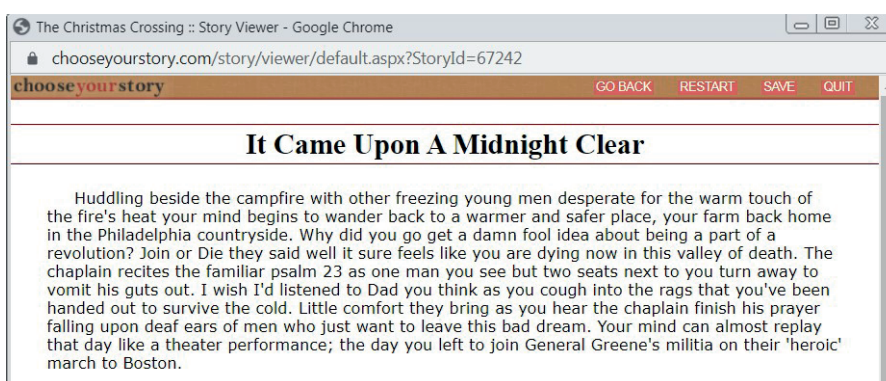 The Christmas Crossing :: Story Viewer - Google Chrome
chooseyourstory.com/story/viewer/default.aspx?StoryId=67242
chooseyourstory GO BACK RESTART SAVE QUIT
It Came Upon A Midnight Clear
Huddling beside the campfire with other freezing young men desperate for the warm touch of
the fire's heat your mind begins to wander back to a warmer and safer place, your farm back home
in the Philadelphia countryside. Why did you go get a damn fool idea about being a part of a
revolution? Join or Die they said well it sure feels like you are dying now in this valley of death. The
chaplain recites the familiar psalm 23 as one man you see but two seats next to you turn away to
vomit his guts out. I wish I'd listened to Dad you think as you cough into the rags that you've been
handed out to survive the cold. Little comfort they bring as you hear the chaplain finish his prayer
falling upon deaf ears of men who just want to leave this bad dream. Your mind can almost replay
that day like a theater performance; the day you left to join General Greene's militia on their 'heroic'
march to Boston.